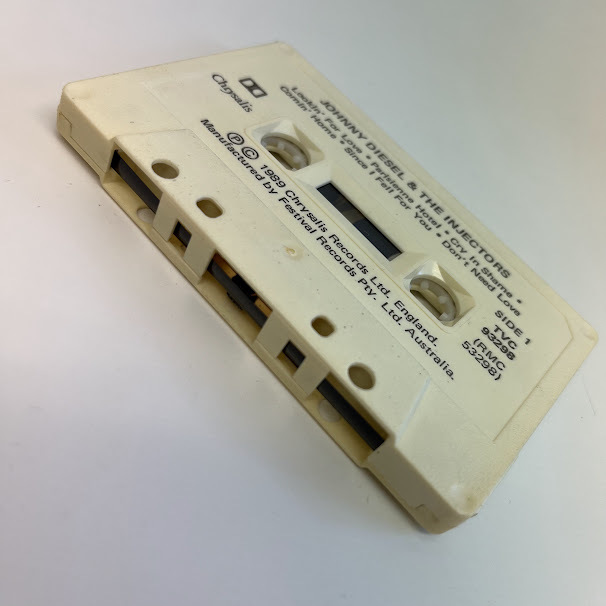 Chrysalis
JOHNNY DIESEL & THE INJECTORS
Lookin' For Love • Parisienne Hotel • Cry In Shame •
Comin' Home • Since I Fell For You • Don't Need Love
SIDE 1
TVC
93298
(RMC
53298)
Ⓟ © 1989 Chrysalis Records Ltd. England.
Manufactured by Festival Records Pty. Ltd. Australia.